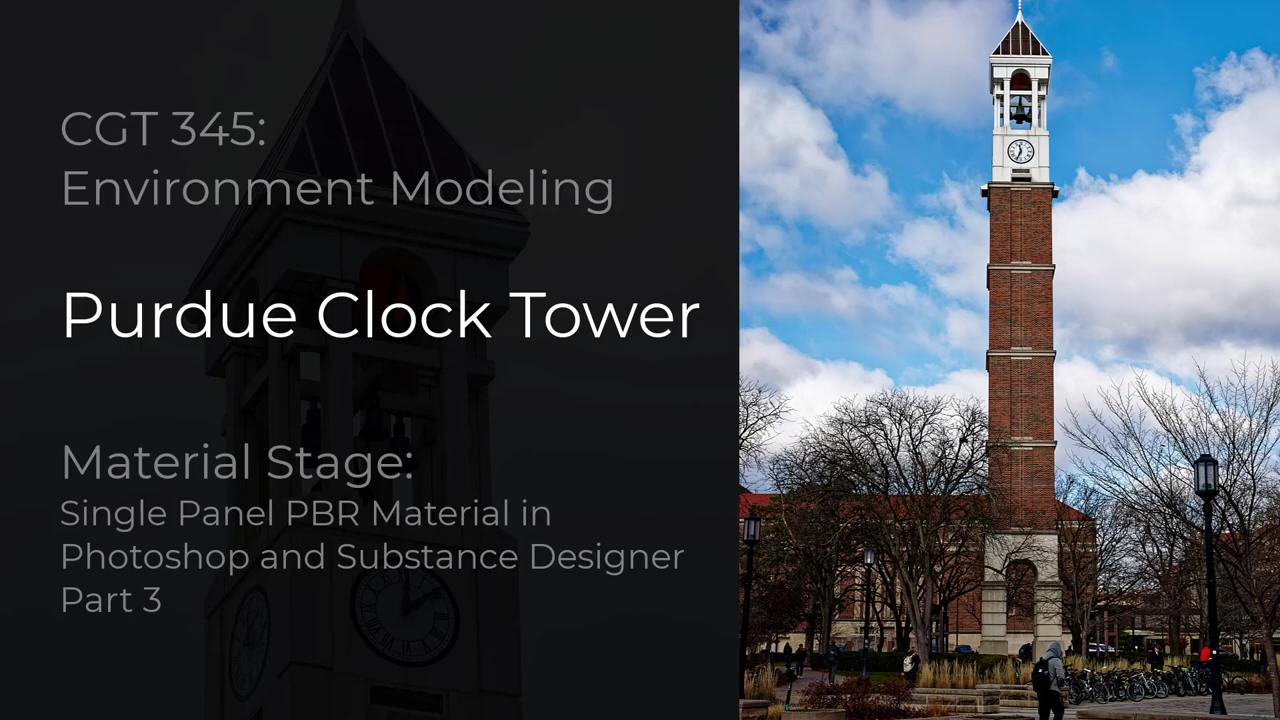 CGT 345:
Environment Modeling
Purdue Clock Tower
Material Stage:
Single Panel PBR Material in
Photoshop and Substance Designer
Part 3